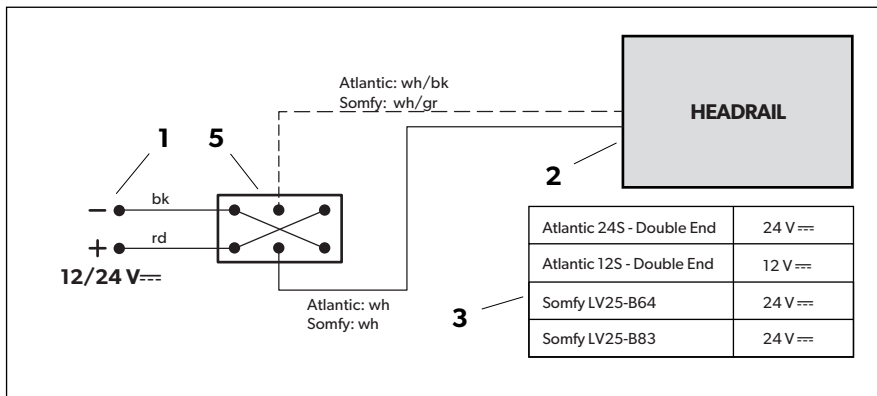 Atlantic: wh/bk
Somfy: wh/gr
HEADRAIL
1
5
2
− bk
+ rd
12/24 V⎓
Atlantic: wh
Somfy: wh
3
Atlantic 24S - Double End 24 V⎓
Atlantic 12S - Double End 12 V⎓
Somfy LV25-B64 24 V⎓
Somfy LV25-B83 24 V⎓